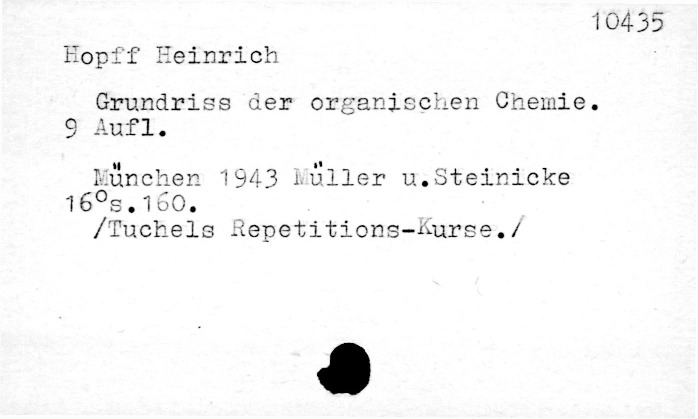 10435
Hopff Heinrich
Grundriss der organischen Chemie.
9 Aufl.
München 1943 Müller u.Steinicke
16°s.160.
/Tuchels Repetitions-Kurse./